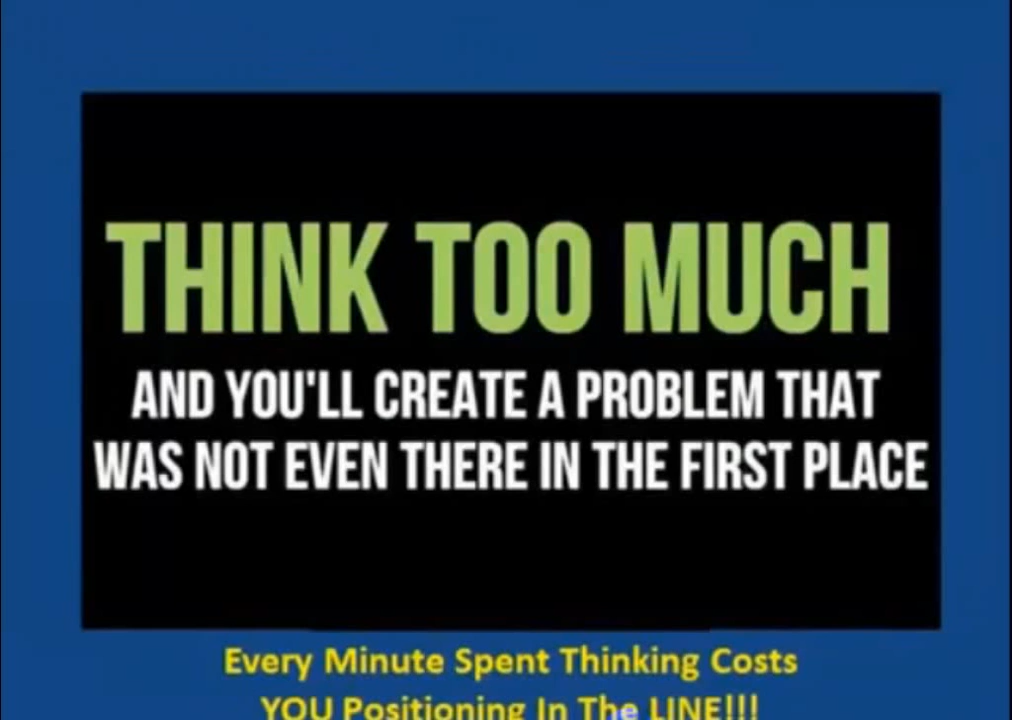 THINK TOO MUCH
AND YOU'LL CREATE A PROBLEM THAT
WAS NOT EVEN THERE IN THE FIRST PLACE
Every Minute Spent Thinking Costs
YOU Positioning In The LINE!!!